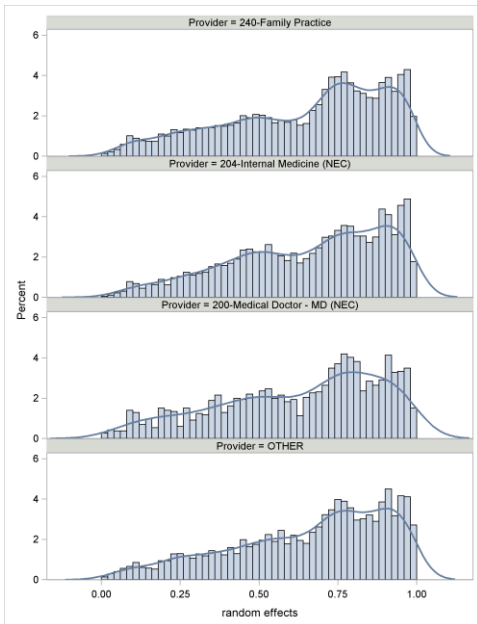 Provider = 240-Family Practice
6
4
2
0
Provider = 204-Internal Medicine (NEC)
6
4
2
0
Provider = 200-Medical Doctor - MD (NEC)
6
4
2
0
Provider = OTHER
6
4
2
0
Percent
0.00 0.25 0.50 0.75 1.00
random effects